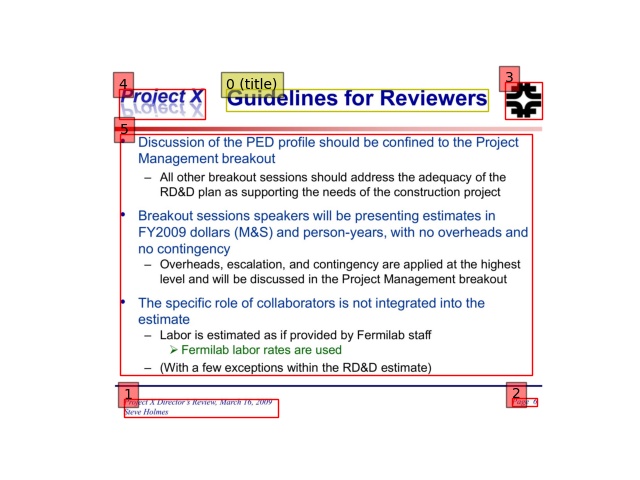 4
0 (title)
3
Project X
Guidelines for Reviewers
5
• Discussion of the PED profile should be confined to the Project
Management breakout
– All other breakout sessions should address the adequacy of the
RD&D plan as supporting the needs of the construction project
• Breakout sessions speakers will be presenting estimates in
FY2009 dollars (M&S) and person-years, with no overheads and
no contingency
– Overheads, escalation, and contingency are applied at the highest
level and will be discussed in the Project Management breakout
• The specific role of collaborators is not integrated into the
estimate
– Labor is estimated as if provided by Fermilab staff
➢ Fermilab labor rates are used
– (With a few exceptions within the RD&D estimate)
1
2
Project X Director's Review, March 16, 2009
Page 6
Steve Holmes